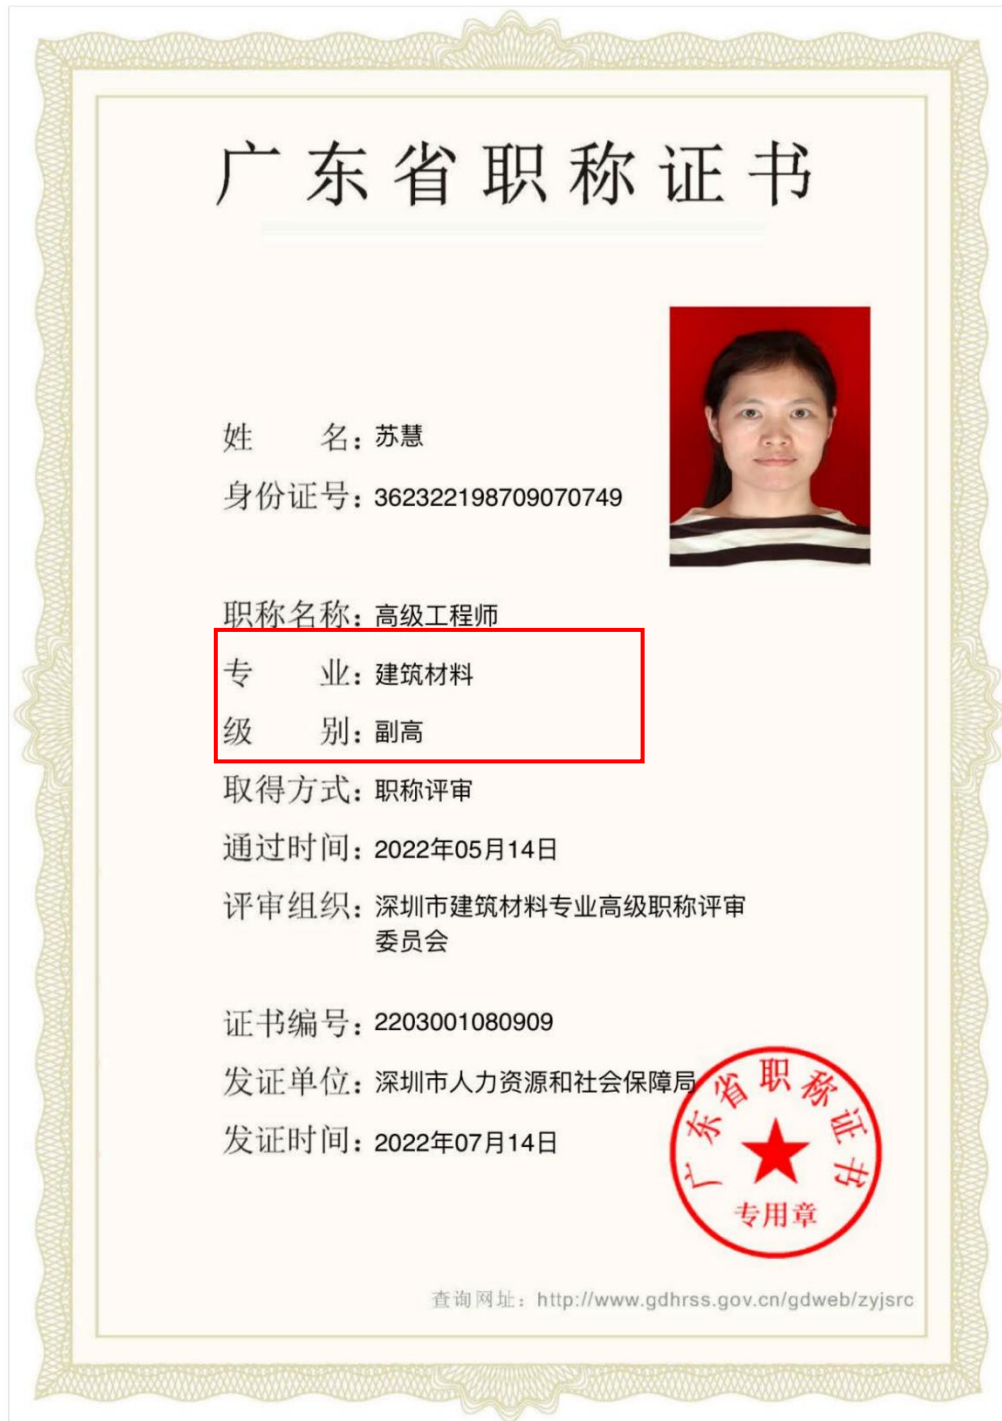 广东省职称证书
姓名：苏慧
身份证号：362322198709070749
职称名称：高级工程师
专业：建筑材料
级别：副高
取得方式：职称评审
通过时间：2022年05月14日
评审组织：深圳市建筑材料专业高级职称评审
委员会
证书编号：2203001080909
发证单位：深圳市人力资源和社会保障局
发证时间：2022年07月14日
广东省职称证书
专用章
查询网址：http://www.gdhrss.gov.cn/gdweb/zyjsrc